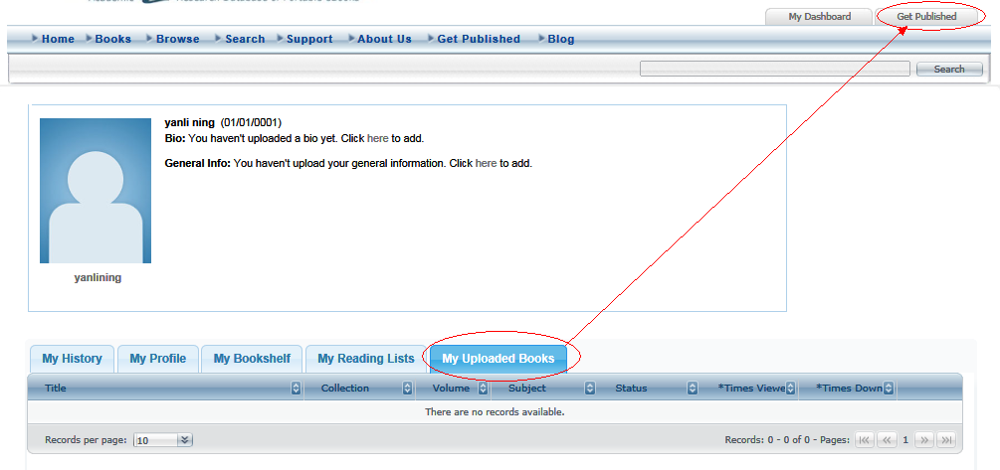 My Dashboard Get Published
Home Books Browse Search Support About Us Get Published Blog
Search
yanli ning (01/01/0001)
Bio: You haven't uploaded a bio yet. Click here to add.
General Info: You haven't upload your general information. Click here to add.
yanlining
My History My Profile My Bookshelf My Reading Lists My Uploaded Books
Title Collection Volume Subject Status *Times Viewe *Times Down
There are no records available.
Records per page: 10 Records: 0 - 0 of 0 - Pages: 1